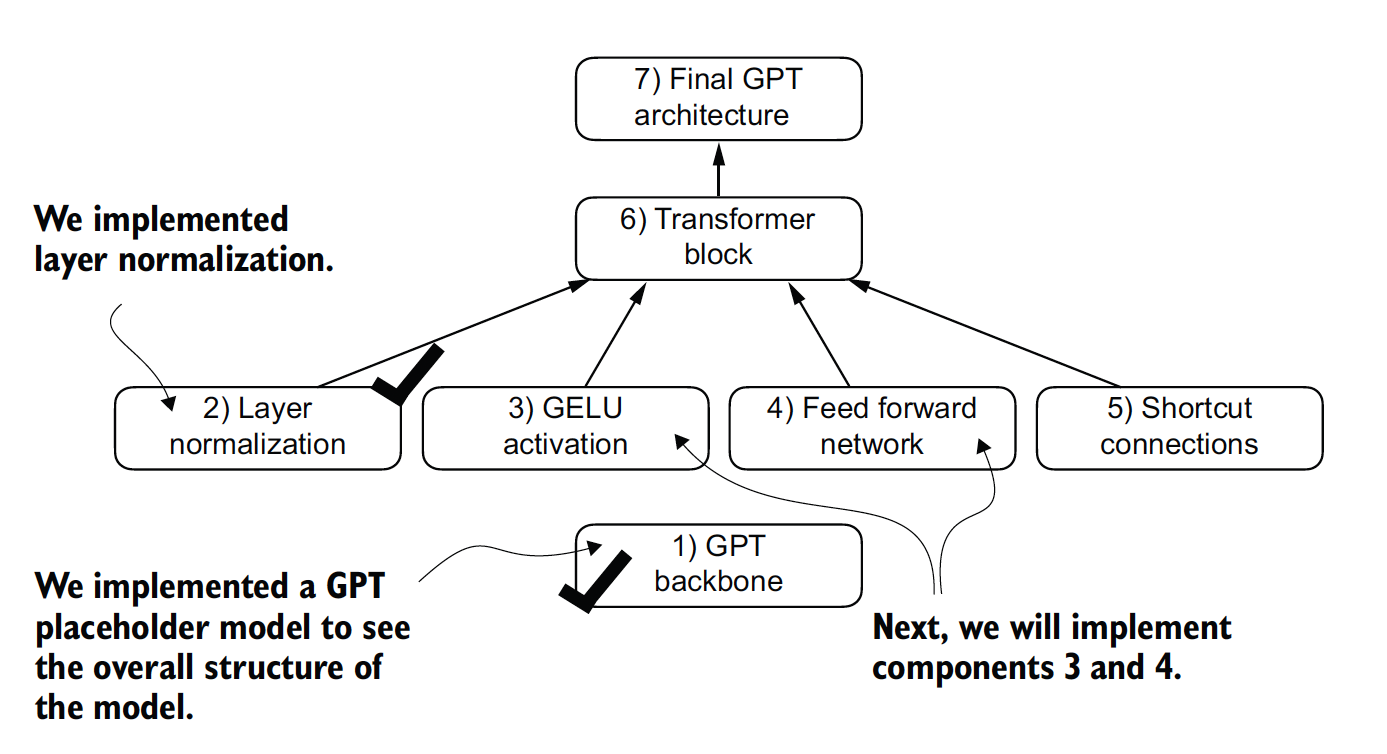 7) Final GPT
architecture
6) Transformer
block
We implemented
layer normalization.
2) Layer
normalization
3) GELU
activation
4) Feed forward
network
5) Shortcut
connections
1) GPT
backbone
We implemented a GPT
placeholder model to see
the overall structure of
the model.
Next, we will implement
components 3 and 4.